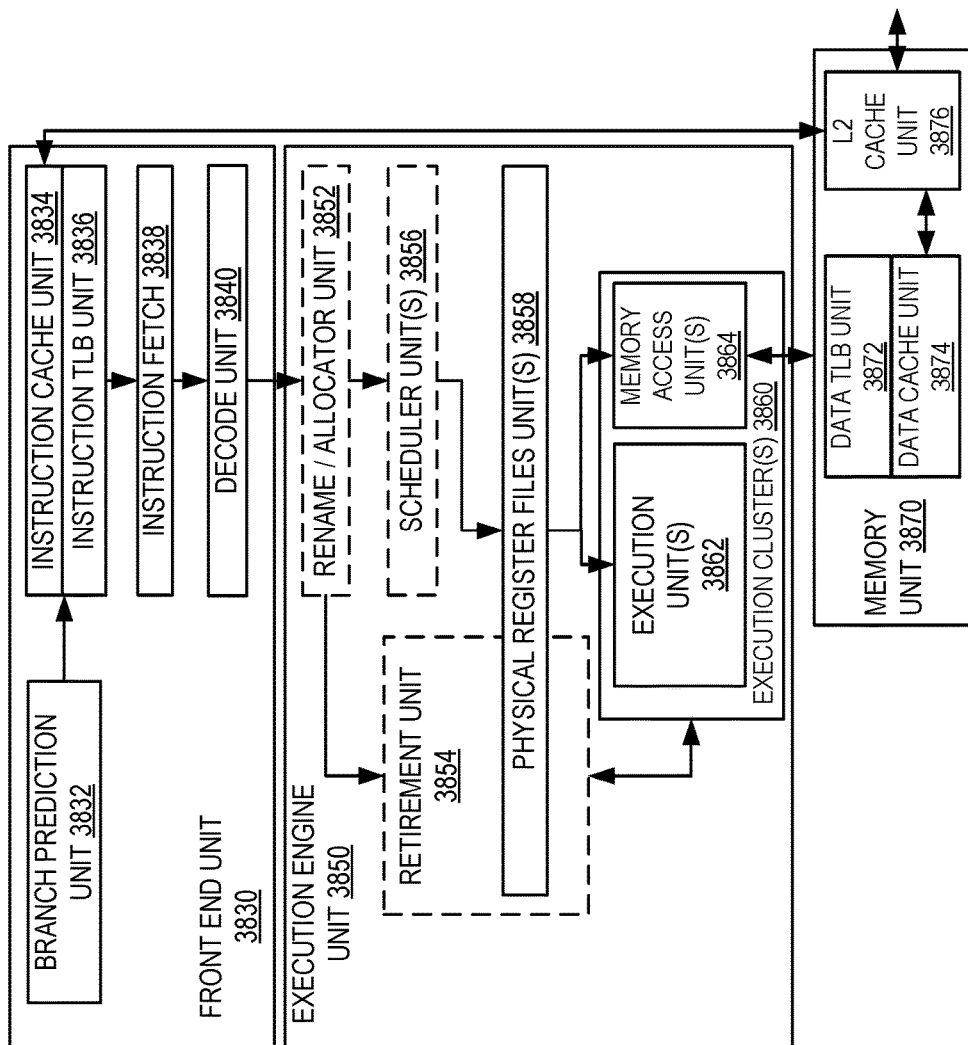 BRANCH PREDICTION
UNIT 3832
INSTRUCTION CACHE UNIT 3834
INSTRUCTION TLB UNIT 3836
INSTRUCTION FETCH 3838
DECODE UNIT 3840
FRONT END UNIT
3830
EXECUTION ENGINE
UNIT 3850
RENAME / ALLOCATOR UNIT 3852
SCHEDULER UNIT(S) 3856
RETIREMENT UNIT
3854
PHYSICAL REGISTER FILES UNIT(S) 3858
EXECUTION
UNIT(S)
3862
MEMORY
ACCESS
UNIT(S)
3864
EXECUTION CLUSTER(S) 3860
MEMORY
UNIT 3870
DATA TLB UNIT
3872
DATA CACHE UNIT
3874
L2
CACHE
UNIT
3876